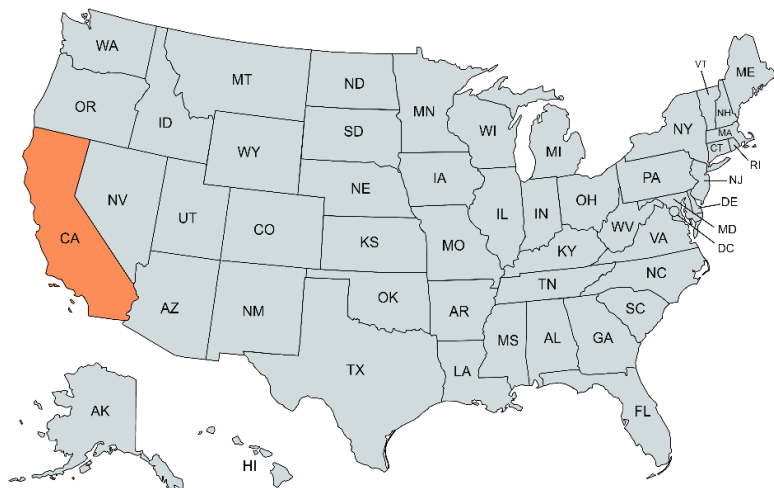 WA
MT
ND
MN
VT
ME
OR
ID
SD
WI
MI
NY
NH
MA
CT
RI
WY
IA
NE
PA
NJ
NV
UT
CO
IL
IN
OH
DE
MD
DC
CA
KS
MO
WV
VA
KY
AZ
NM
OK
AR
TN
NC
SC
MS
AL
GA
TX
LA
FL
AK
HI